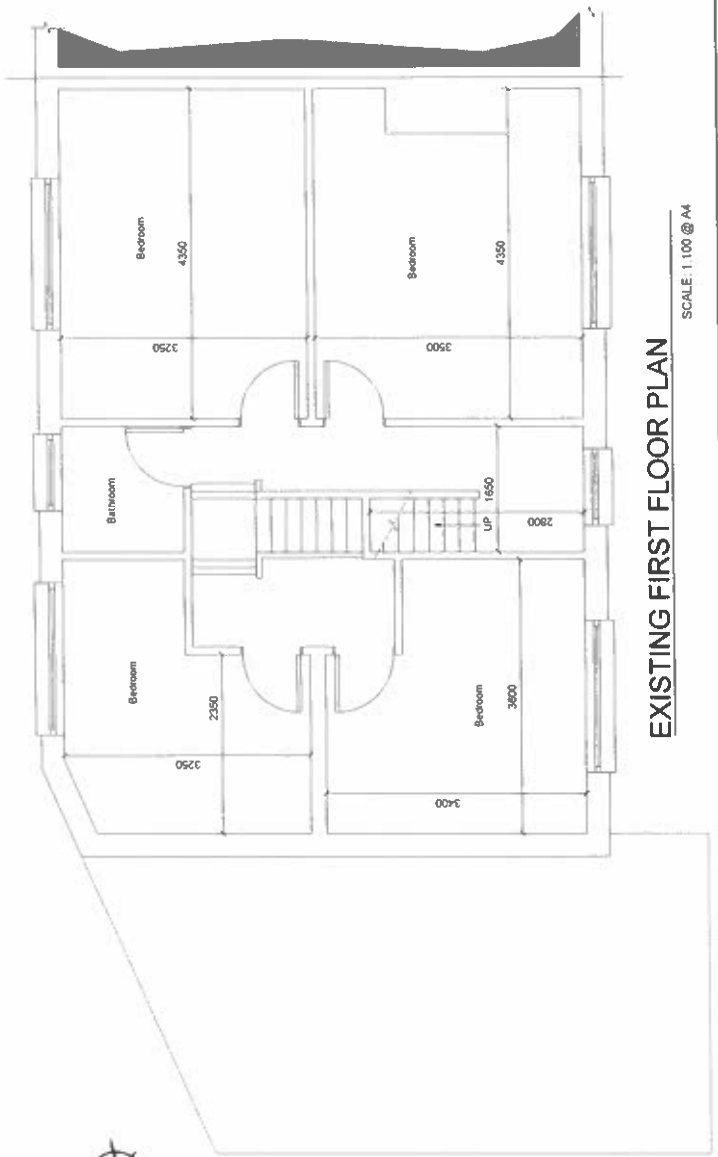 Bedroom
4350
3250
Bedroom
4350
3500
Bathroom
1650
UP
2800
Bedroom
2350
3250
Bedroom
3600
3400
EXISTING FIRST FLOOR PLAN
SCALE: 1:100 @ A4